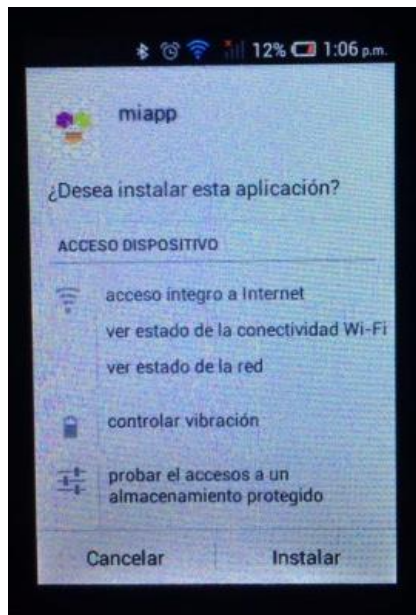 12% 1:06 p.m.
miapp
¿Desea instalar esta aplicación?
ACCESO DISPOSITIVO
acceso íntegro a Internet
ver estado de la conectividad Wi-Fi
ver estado de la red
controlar vibración
probar el accesos a un
almacenamiento protegido
Cancelar Instalar